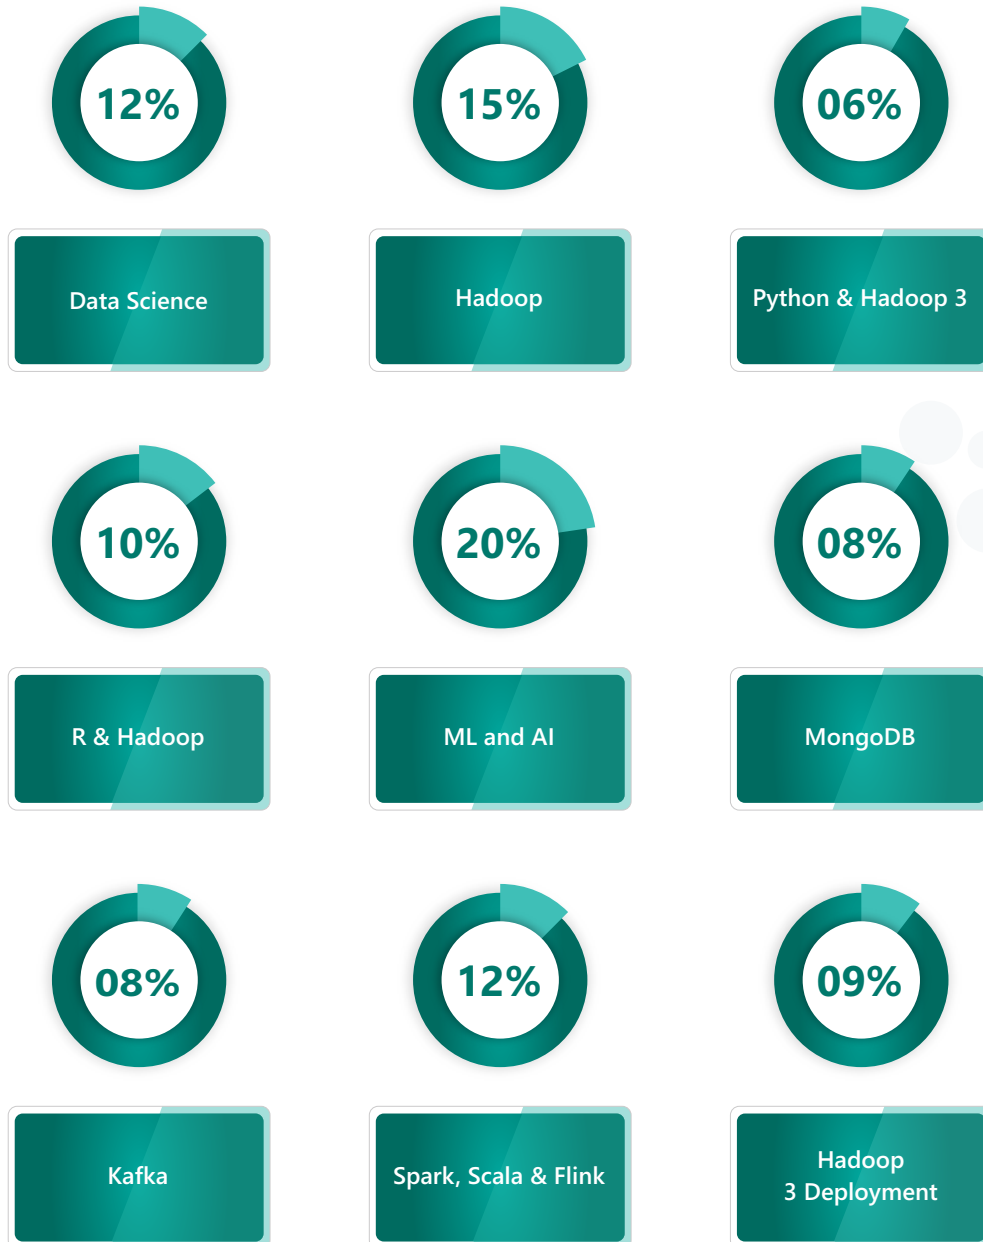 12%
15%
06%
Data Science
Hadoop
Python & Hadoop 3
10%
20%
08%
R & Hadoop
ML and AI
MongoDB
08%
12%
09%
Kafka
Spark, Scala & Flink
Hadoop
3 Deployment